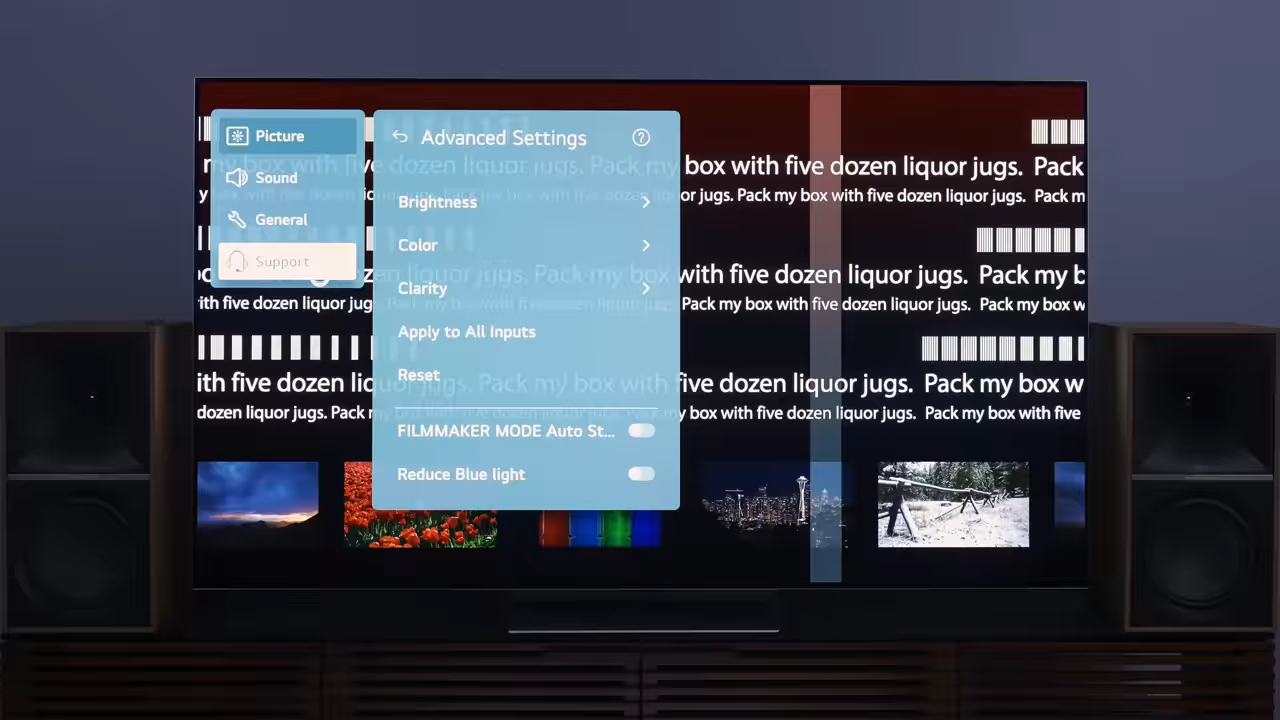 Picture
Sound
General
Support
Advanced Settings
Brightness
Color
Clarity
Apply to All Inputs
Reset
FILMMAKER MODE Auto St...
Reduce Blue light
my box with five dozen liquor jugs. Pack my box with five dozen liquor jugs. Pack
or jugs. Pack my box with five dozen liquor jugs. Pack m
with five dozen liquor jugs. Pack my b
ith five dozen liquor jug
Pack my box with five dozen liquor jugs. Pack my box w
ith five dozen liquor jugs. Pack my box with five dozen liquor jugs. Pack my box w
dozen liquor jugs. Pack my box with five dozen liquor jugs. Pack my box with five